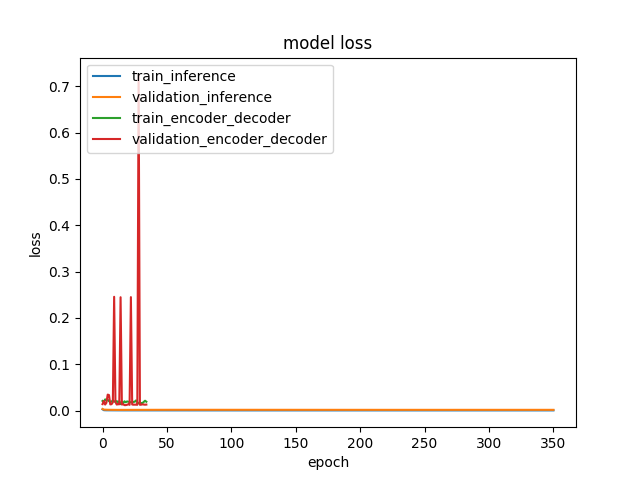 model loss
train_inference
validation_inference
train_encoder_decoder
validation_encoder_decoder
loss
0.7
0.6
0.5
0.4
0.3
0.2
0.1
0.0
0 50 100 150 200 250 300 350
epoch